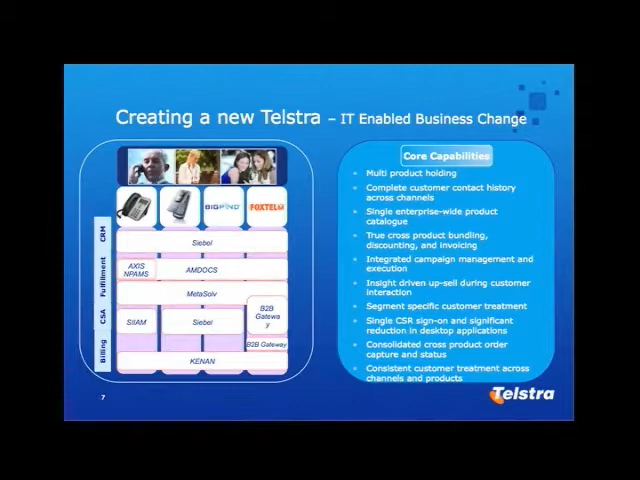 Creating a new Telstra – IT Enabled Business Change
BIGPOND
FOXTEL
CRM
Fulfillment
CSA
Billing
Siebel
AXIS
NPAMS
AMDOCS
MetaSolv
SIIAM
Siebel
B2B
Gatewa
y
B2B Gateway
KENAN
Core Capabilities
• Multi product holding
• Complete customer contact history
across channels
• Single enterprise-wide product
catalogue
• True cross product bundling,
discounting, and invoicing
• Integrated campaign management and
execution
• Insight driven up-sell during customer
interaction
• Segment specific customer treatment
• Single CSR sign-on and significant
reduction in desktop applications
• Consolidated cross product order
capture and status
• Consistent customer treatment across
channels and products
7
Telstra